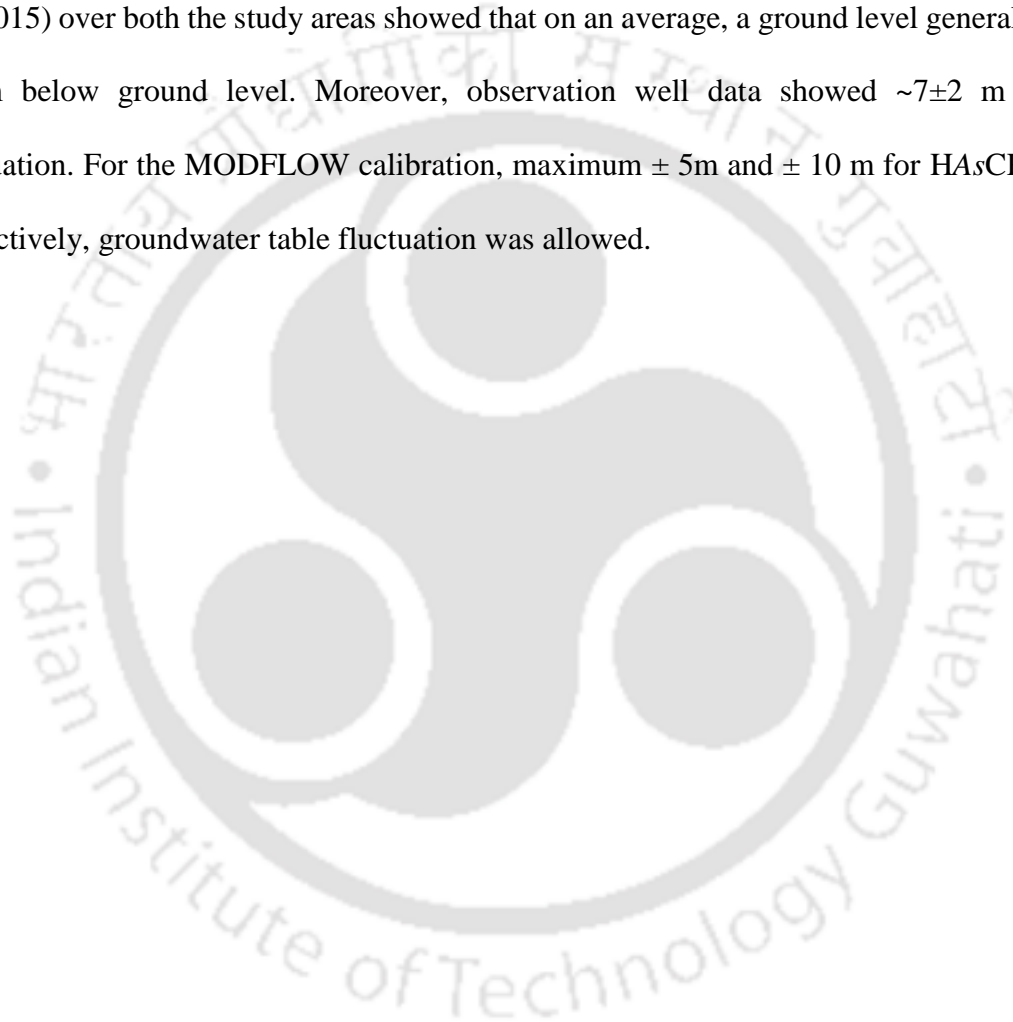 015) over both the study areas showed that on an average, a ground level general
below ground level. Moreover, observation well data showed ~7±2 m
uation. For the MODFLOW calibration, maximum ± 5m and ± 10 m for HAsCI
ctively, groundwater table fluctuation was allowed.
भारतीय प्रौद्योगिकी संस्थान गुवाहाटी
• Indian Institute of Technology Guwahati •